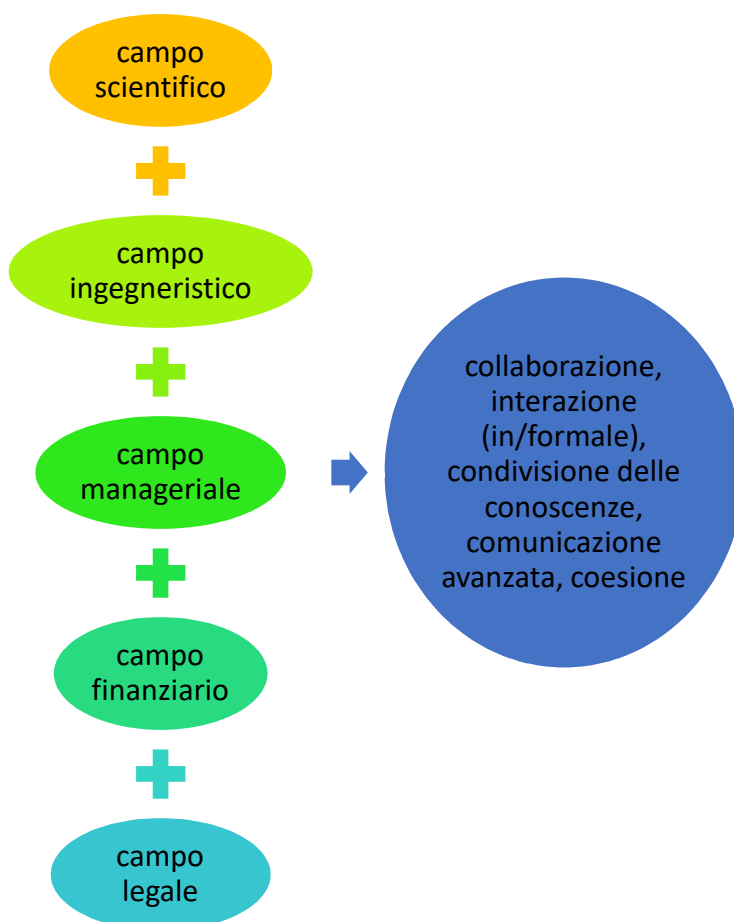 campo
scientifico
campo
ingegneristico
campo
manageriale
campo
finanziario
campo
legale
collaborazione,
interazione
(in/formale),
condivisione delle
conoscenze,
comunicazione
avanzata, coesione